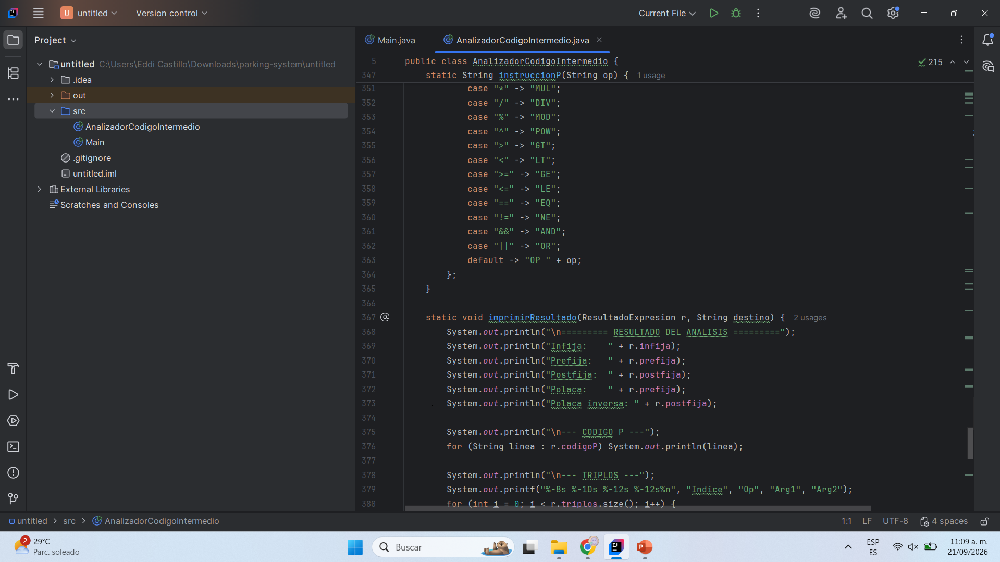 U untitled Version control Current File
Project
untitled C:\Users\Eddi Castillo\Downloads\parking-system\untitled
.idea
out
src
AnalizadorCodigoIntermedio
Main
.gitignore
untitled.iml
External Libraries
Scratches and Consoles
Main.java AnalizadorCodigoIntermedio.java
5 public class AnalizadorCodigoIntermedio { 215
347 static String instruccionP(String op) { 1 usage
351 case "*" -> "MUL";
352 case "/" -> "DIV";
353 case "%" -> "MOD";
354 case "^" -> "POW";
355 case ">" -> "GT";
356 case "<" -> "LT";
357 case ">=" -> "GE";
358 case "<=" -> "LE";
359 case "==" -> "EQ";
360 case "!=" -> "NE";
361 case "&&" -> "AND";
362 case "||" -> "OR";
363 default -> "OP " + op;
364 };
365 }
366
367 static void imprimirResultado(ResultadoExpresion r, String destino) { 2 usages
368 System.out.println("\n========= RESULTADO DEL ANALISIS =========");
369 System.out.println("Infija:    " + r.infija);
370 System.out.println("Prefija:   " + r.prefija);
371 System.out.println("Postfija:  " + r.postfija);
372 System.out.println("Polaca:    " + r.prefija);
373 System.out.println("Polaca inversa: " + r.postfija);
374
375 System.out.println("\n--- CODIGO P ---");
376 for (String linea : r.codigoP) System.out.println(linea);
377
378 System.out.println("\n--- TRIPLOS ---");
379 System.out.printf("%-8s %-10s %-12s %-12s%n", "Indice", "Op", "Arg1", "Arg2");
380 for (int i = 0; i < r.triplos.size(); i++) {
untitled > src > AnalizadorCodigoIntermedio 1:1 LF UTF-8 4 spaces
2 29°C
Parc. soleado
Buscar
ESP
ES
11:09 a. m.
21/09/2026